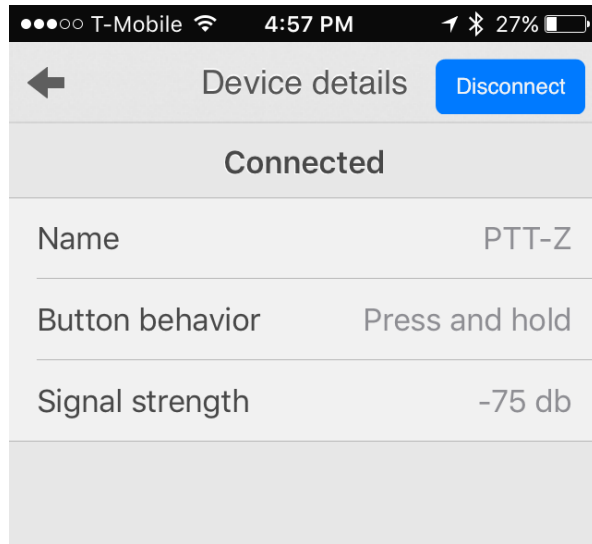 T-Mobile 4:57 PM 27%
Device details Disconnect
Connected
Name PTT-Z
Button behavior Press and hold
Signal strength -75 db